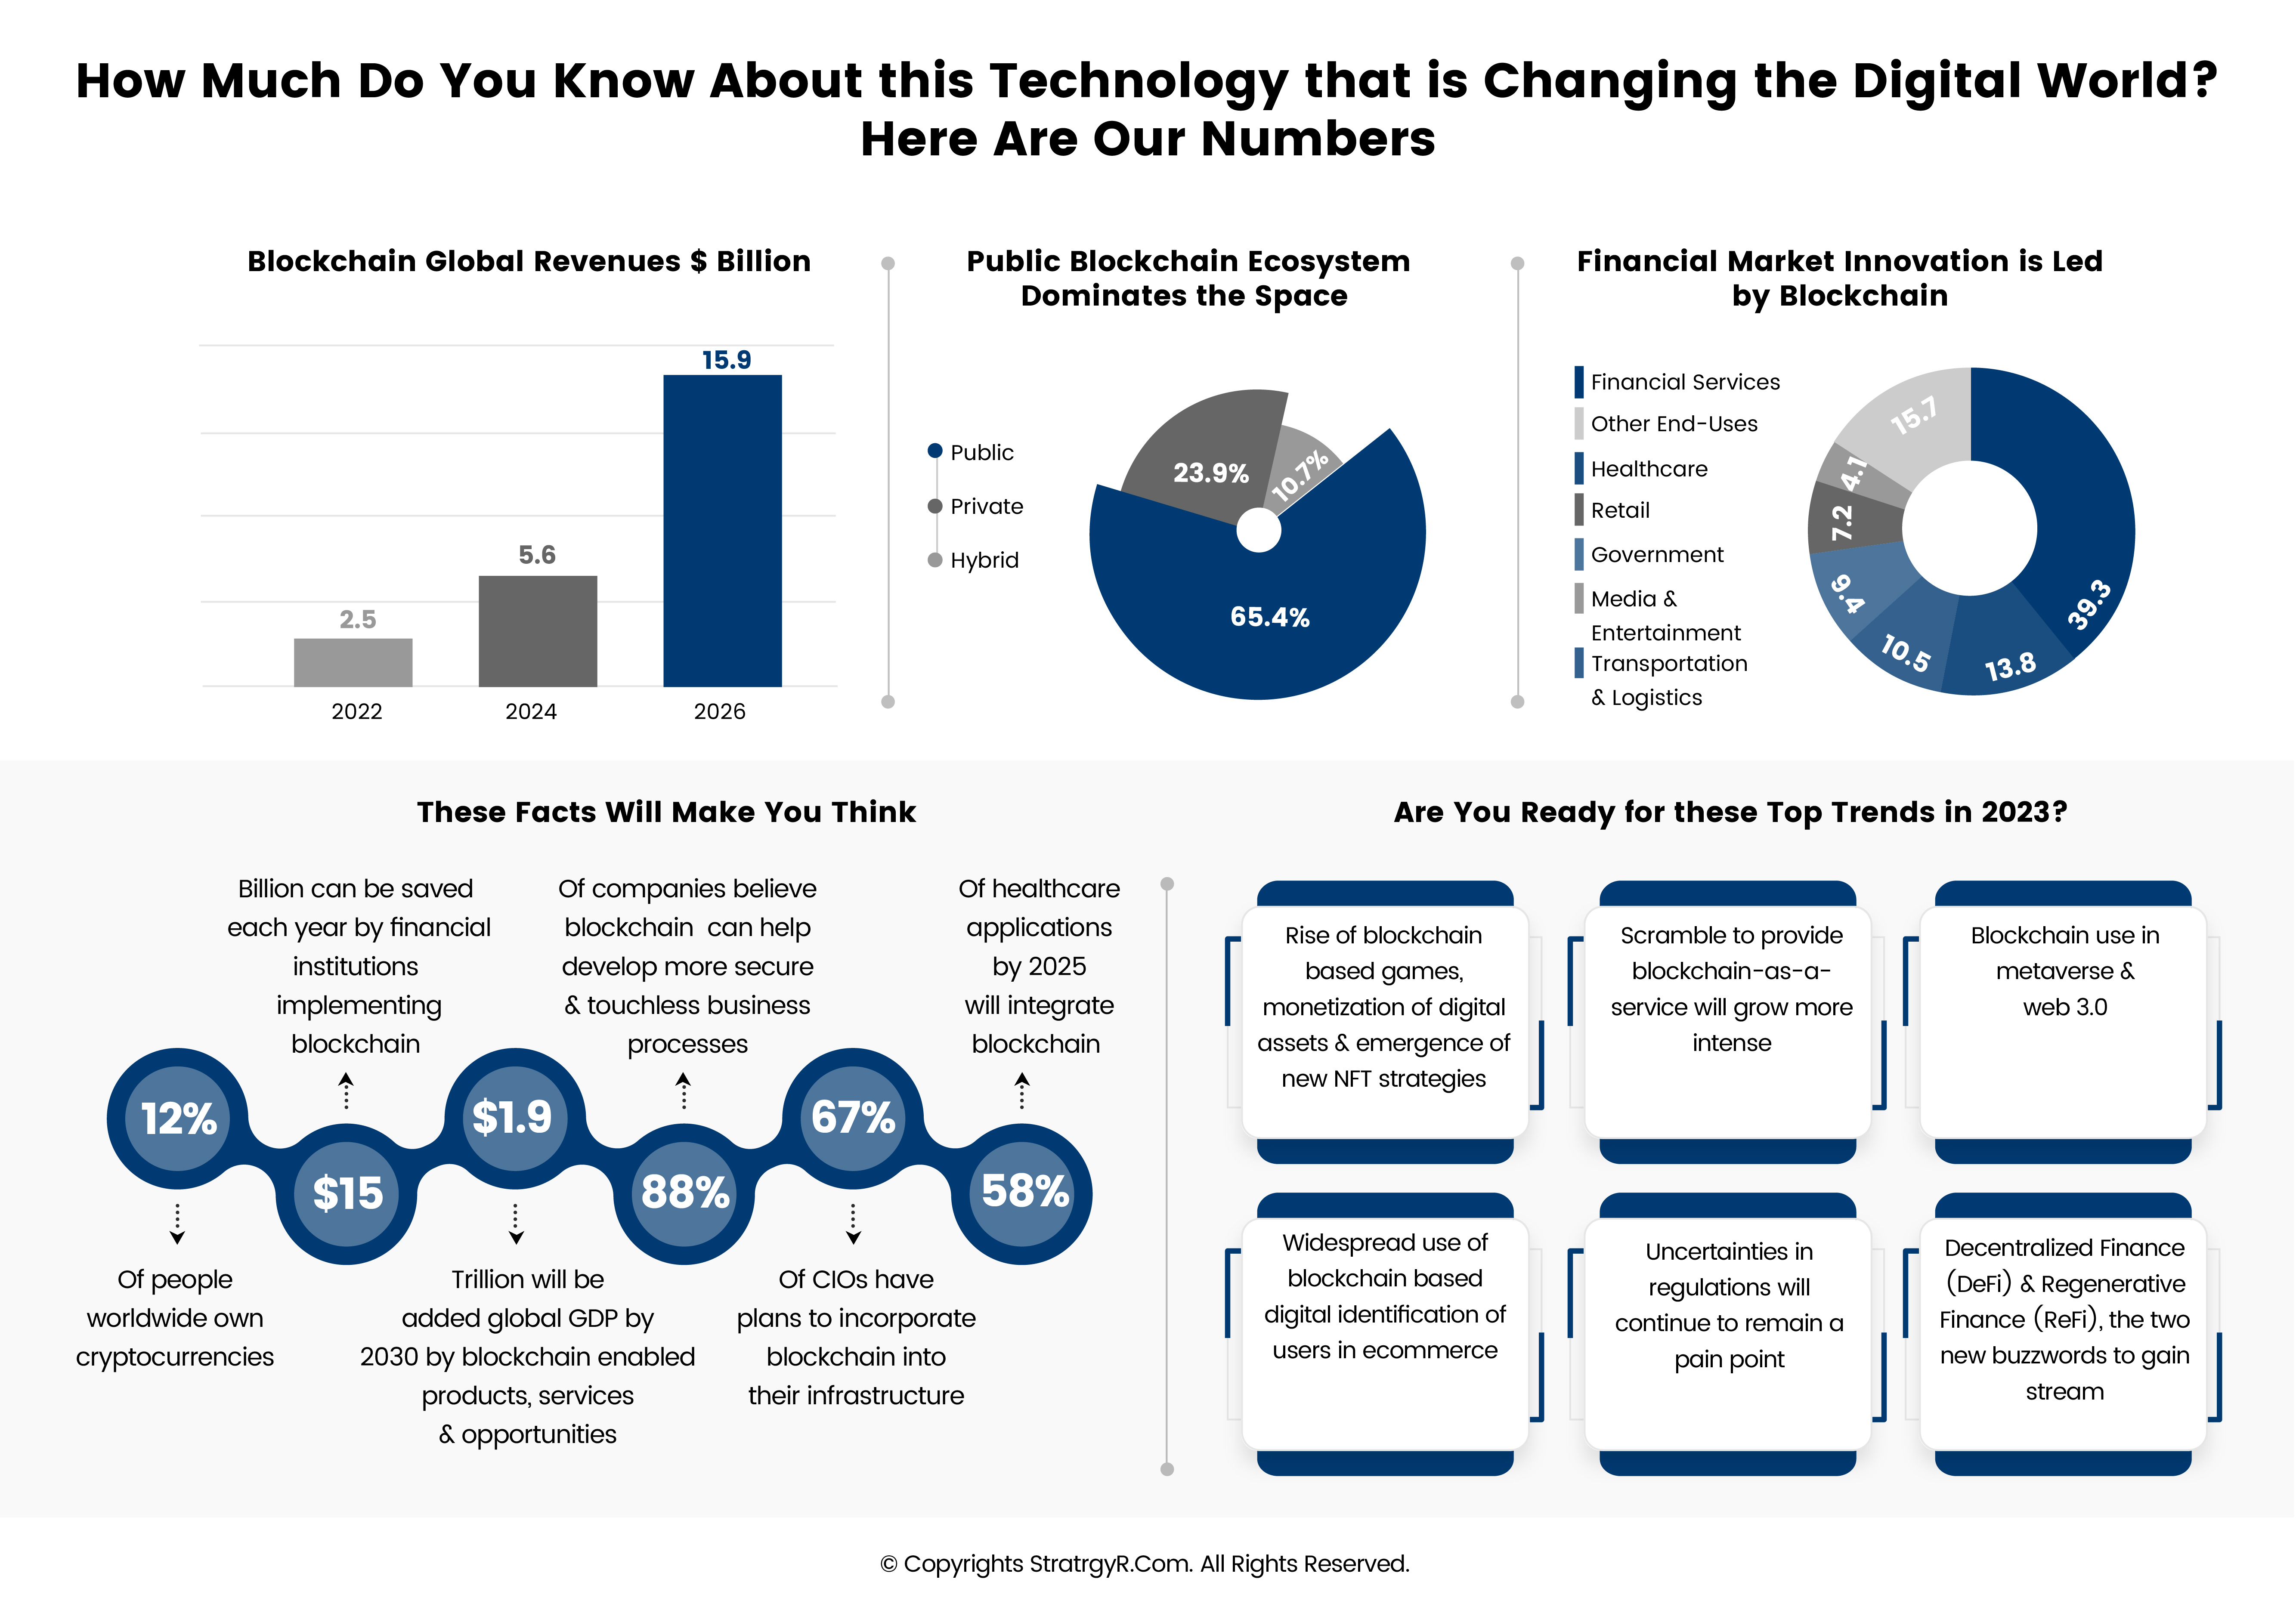 How Much Do You Know About this Technology that is Changing the Digital World?
Here Are Our Numbers
Blockchain Global Revenues $ Billion
15.9
5.6
2.5
2022
2024
2026
Public Blockchain Ecosystem
Dominates the Space
Public
Private
Hybrid
23.9%
10.7%
65.4%
Financial Market Innovation is Led
by Blockchain
Financial Services
Other End-Uses
Healthcare
Retail
Government
Media &
Entertainment
Transportation
& Logistics
15.7
4.1
7.2
9.4
10.5
13.8
39.3
These Facts Will Make You Think
12%
Of people
worldwide own
cryptocurrencies
Billion can be saved
each year by financial
institutions
implementing
blockchain
$15
$1.9
Trillion will be
added global GDP by
2030 by blockchain enabled
products, services
& opportunities
Of companies believe
blockchain  can help
develop more secure
& touchless business
processes
88%
67%
Of CIOs have
plans to incorporate
blockchain into
their infrastructure
Of healthcare
applications
by 2025
will integrate
blockchain
58%
Are You Ready for these Top Trends in 2023?
Rise of blockchain
based games,
monetization of digital
assets & emergence of
new NFT strategies
Scramble to provide
blockchain-as-a-
service will grow more
intense
Blockchain use in
metaverse &
web 3.0
Widespread use of
blockchain based
digital identification of
users in ecommerce
Uncertainties in
regulations will
continue to remain a
pain point
Decentralized Finance
(DeFi) & Regenerative
Finance (ReFi), the two
new buzzwords to gain
stream
© Copyrights StratrgyR.Com. All Rights Reserved.